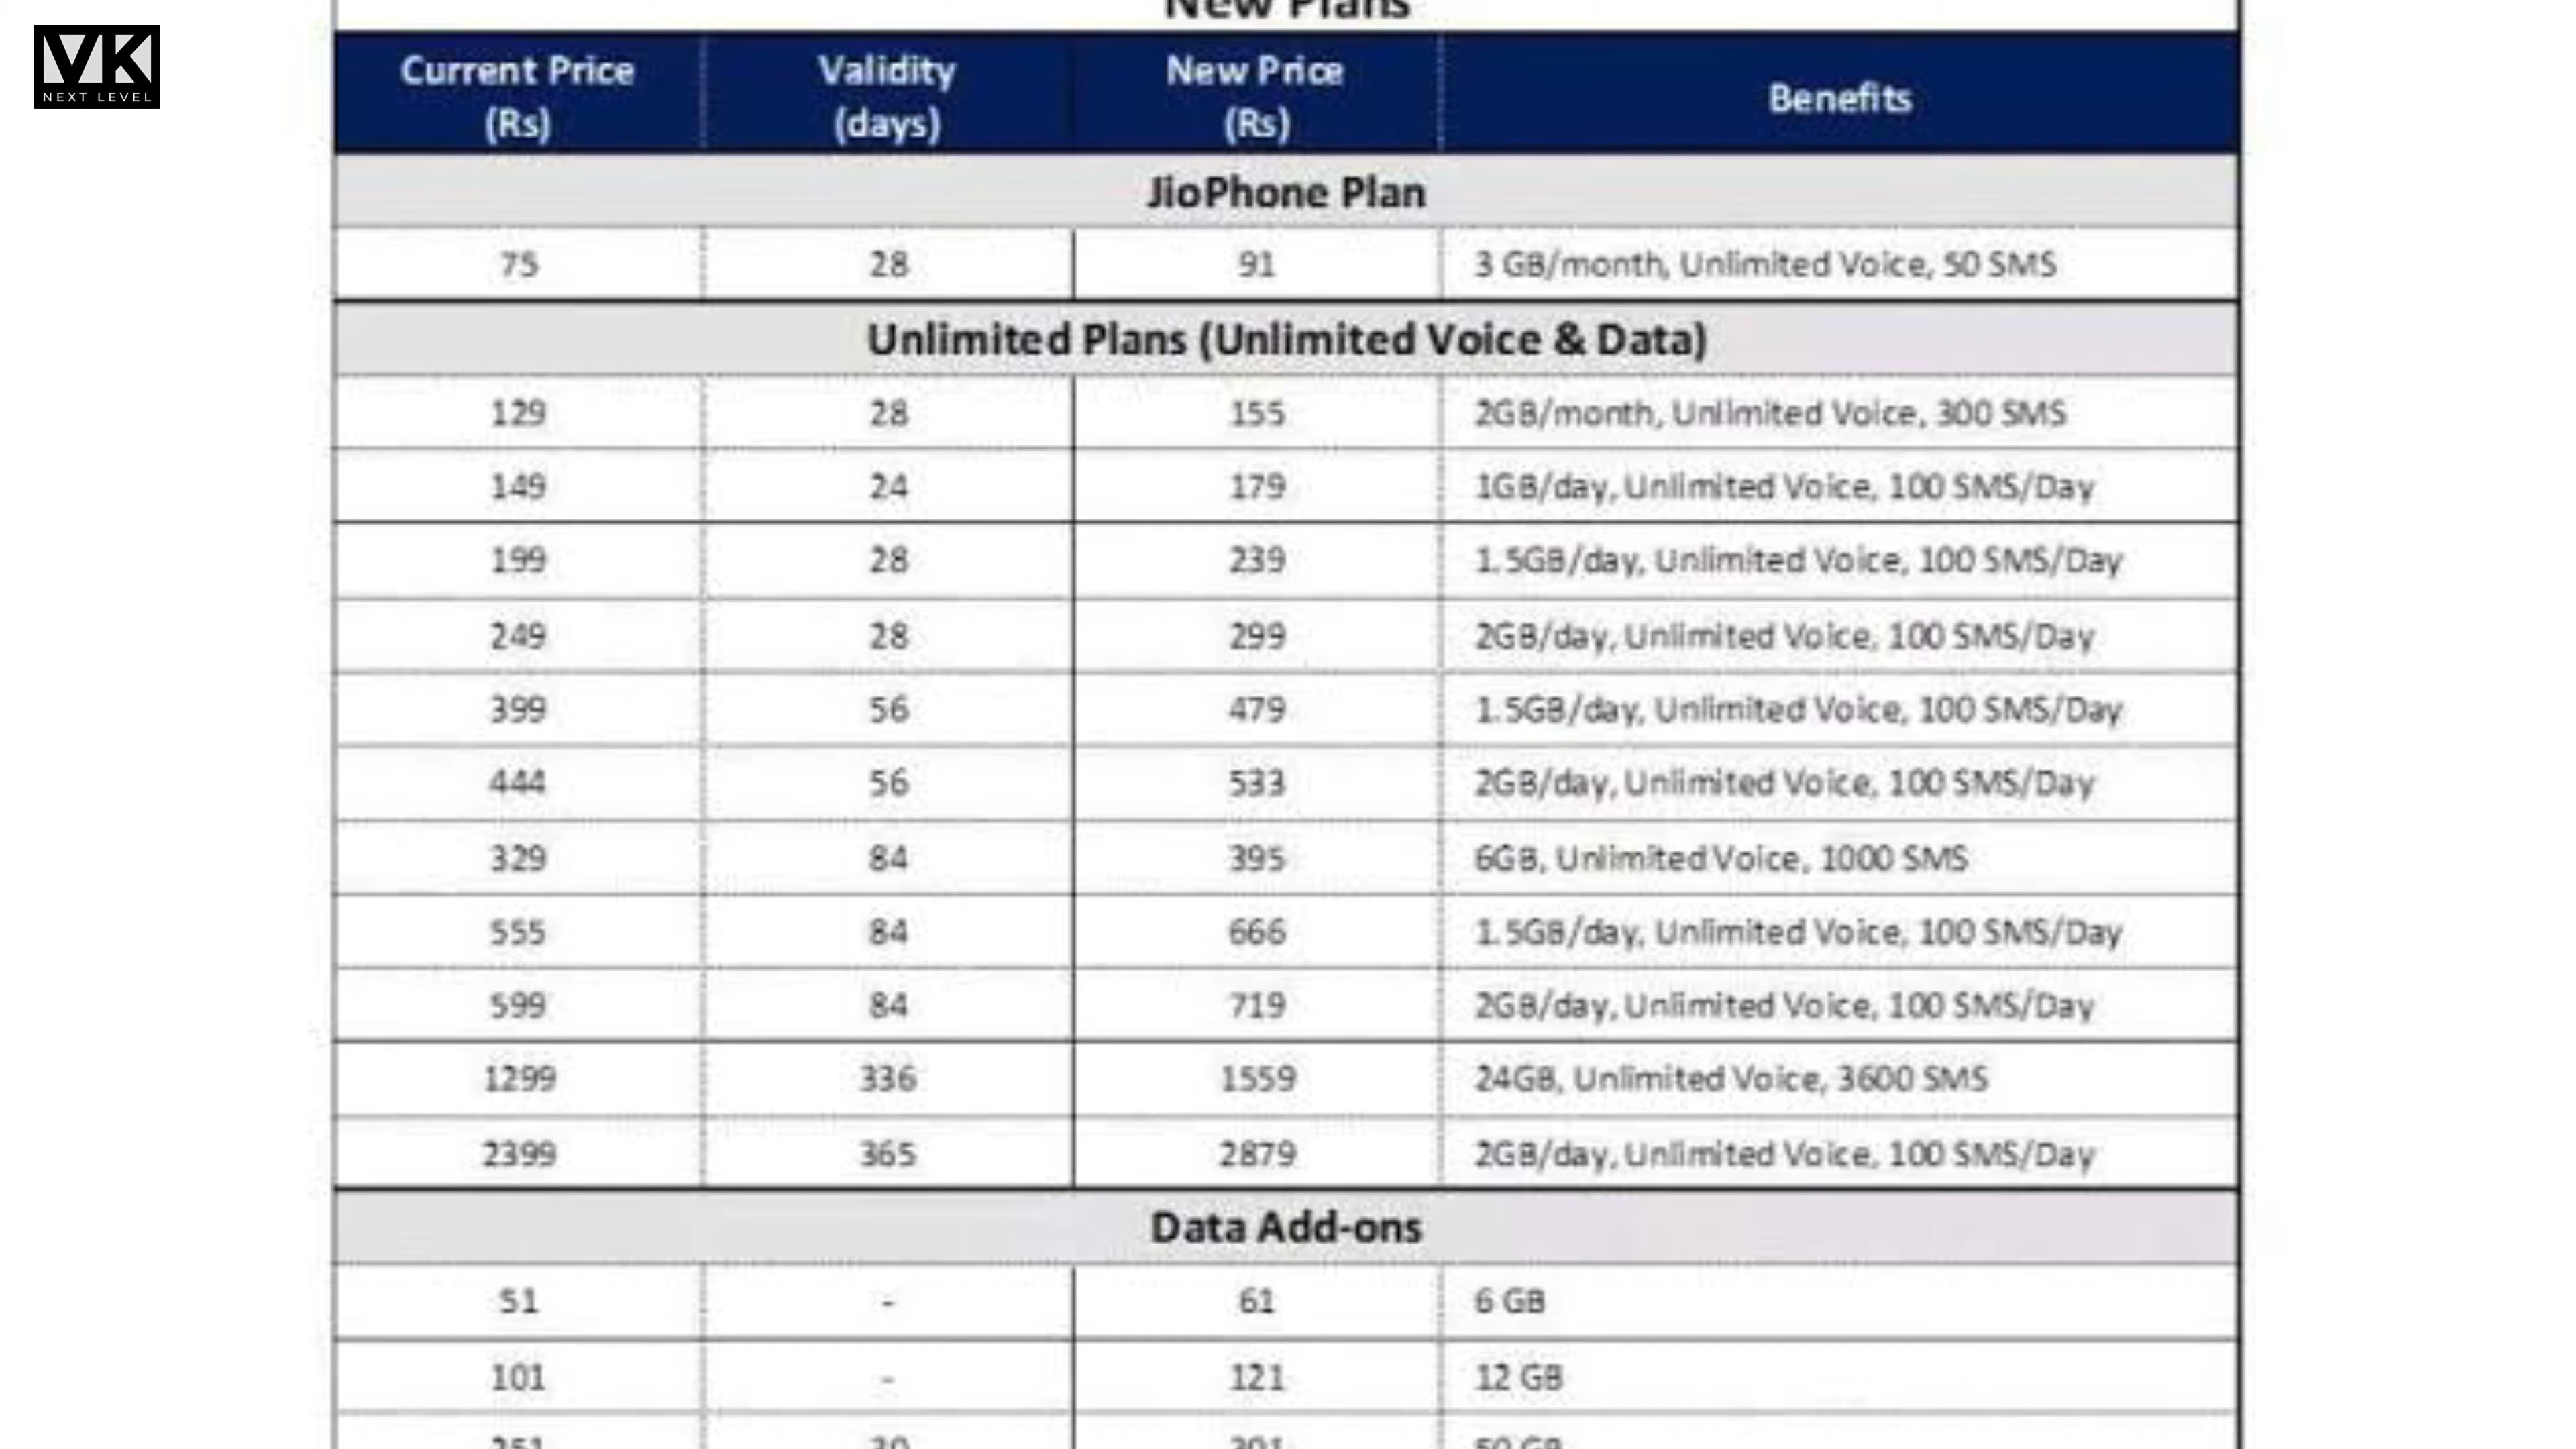 New Plans
VK
NEXT LEVEL
Current Price (Rs) Validity (days) New Price (Rs) Benefits
JioPhone Plan
75 28 91 3 GB/month, Unlimited Voice, 50 SMS
Unlimited Plans (Unlimited Voice & Data)
129 28 155 2GB/month, Unlimited Voice, 300 SMS
149 24 179 1GB/day, Unlimited Voice, 100 SMS/Day
199 28 239 1.5GB/day, Unlimited Voice, 100 SMS/Day
249 28 299 2GB/day, Unlimited Voice, 100 SMS/Day
399 56 479 1.5GB/day, Unlimited Voice, 100 SMS/Day
444 56 533 2GB/day, Unlimited Voice, 100 SMS/Day
329 84 395 6GB, Unlimited Voice, 1000 SMS
555 84 666 1.5GB/day, Unlimited Voice, 100 SMS/Day
599 84 719 2GB/day, Unlimited Voice, 100 SMS/Day
1299 336 1559 24GB, Unlimited Voice, 3600 SMS
2399 365 2879 2GB/day, Unlimited Voice, 100 SMS/Day
Data Add-ons
51 - 61 6 GB
101 - 121 12 GB
50 GB